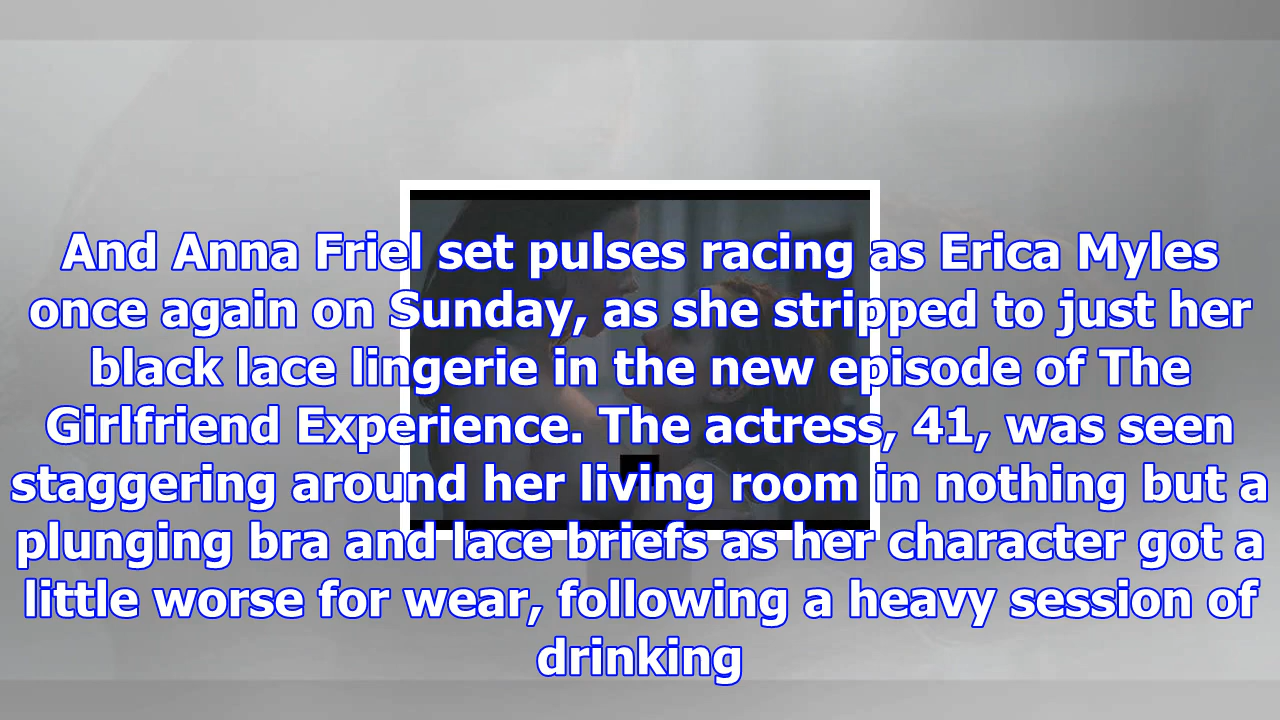 And Anna Friel set pulses racing as Erica Myles
once again on Sunday, as she stripped to just her
black lace lingerie in the new episode of The
Girlfriend Experience. The actress, 41, was seen
staggering around her living room in nothing but a
plunging bra and lace briefs as her character got a
little worse for wear, following a heavy session of
drinking